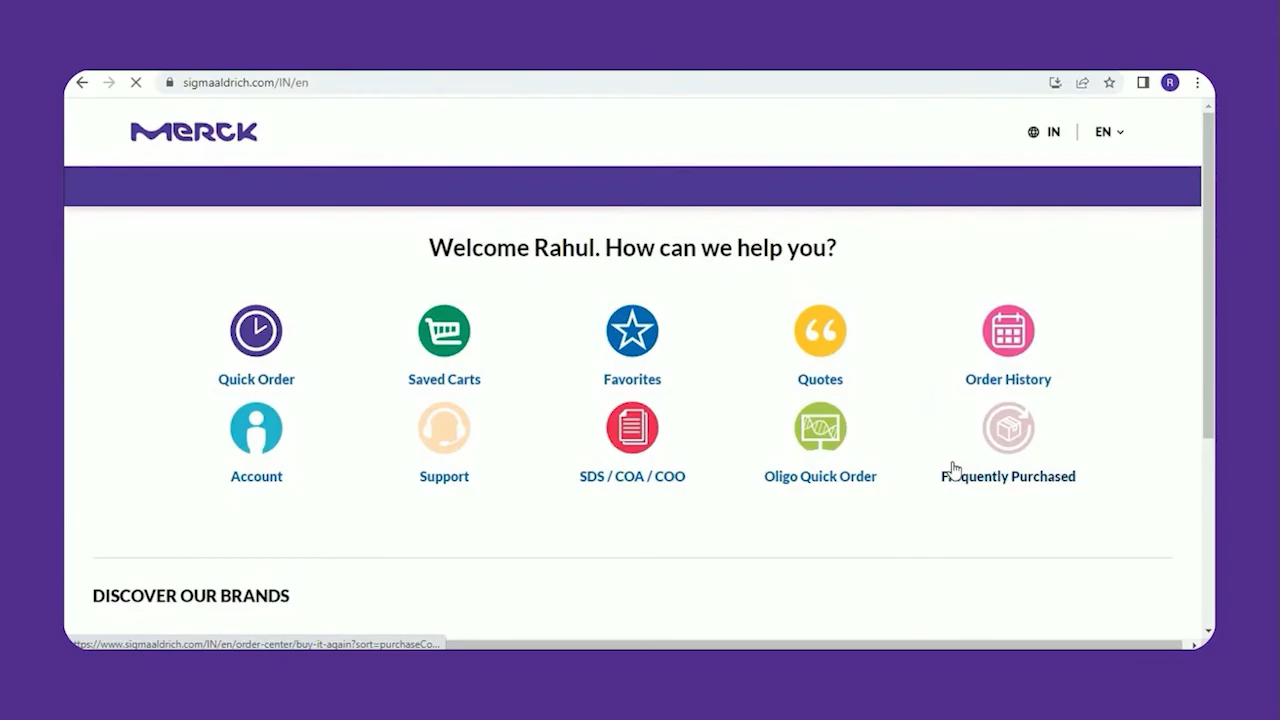 sigmaaldrich.com/IN/en
R
MERCK
IN
EN
Welcome Rahul. How can we help you?
Quick Order
Saved Carts
Favorites
Quotes
Order History
Account
Support
SDS / COA / COO
Oligo Quick Order
Frequently Purchased
DISCOVER OUR BRANDS
ttps://www.sigmaaldrich.com/IN/en/order-center/buy-it-again?sort=purchaseCo...